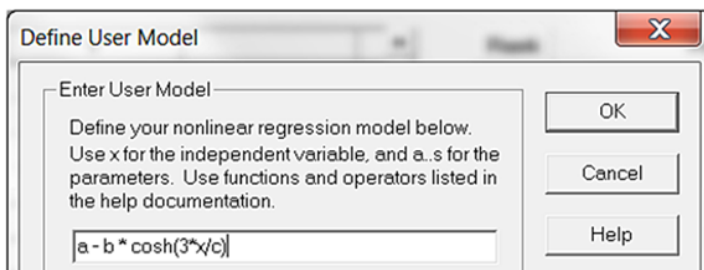 Define User Model
Enter User Model
Define your nonlinear regression model below.
Use x for the independent variable, and a..s for the
parameters. Use functions and operators listed in
the help documentation.
a - b * cosh(3*x/c)
OK
Cancel
Help